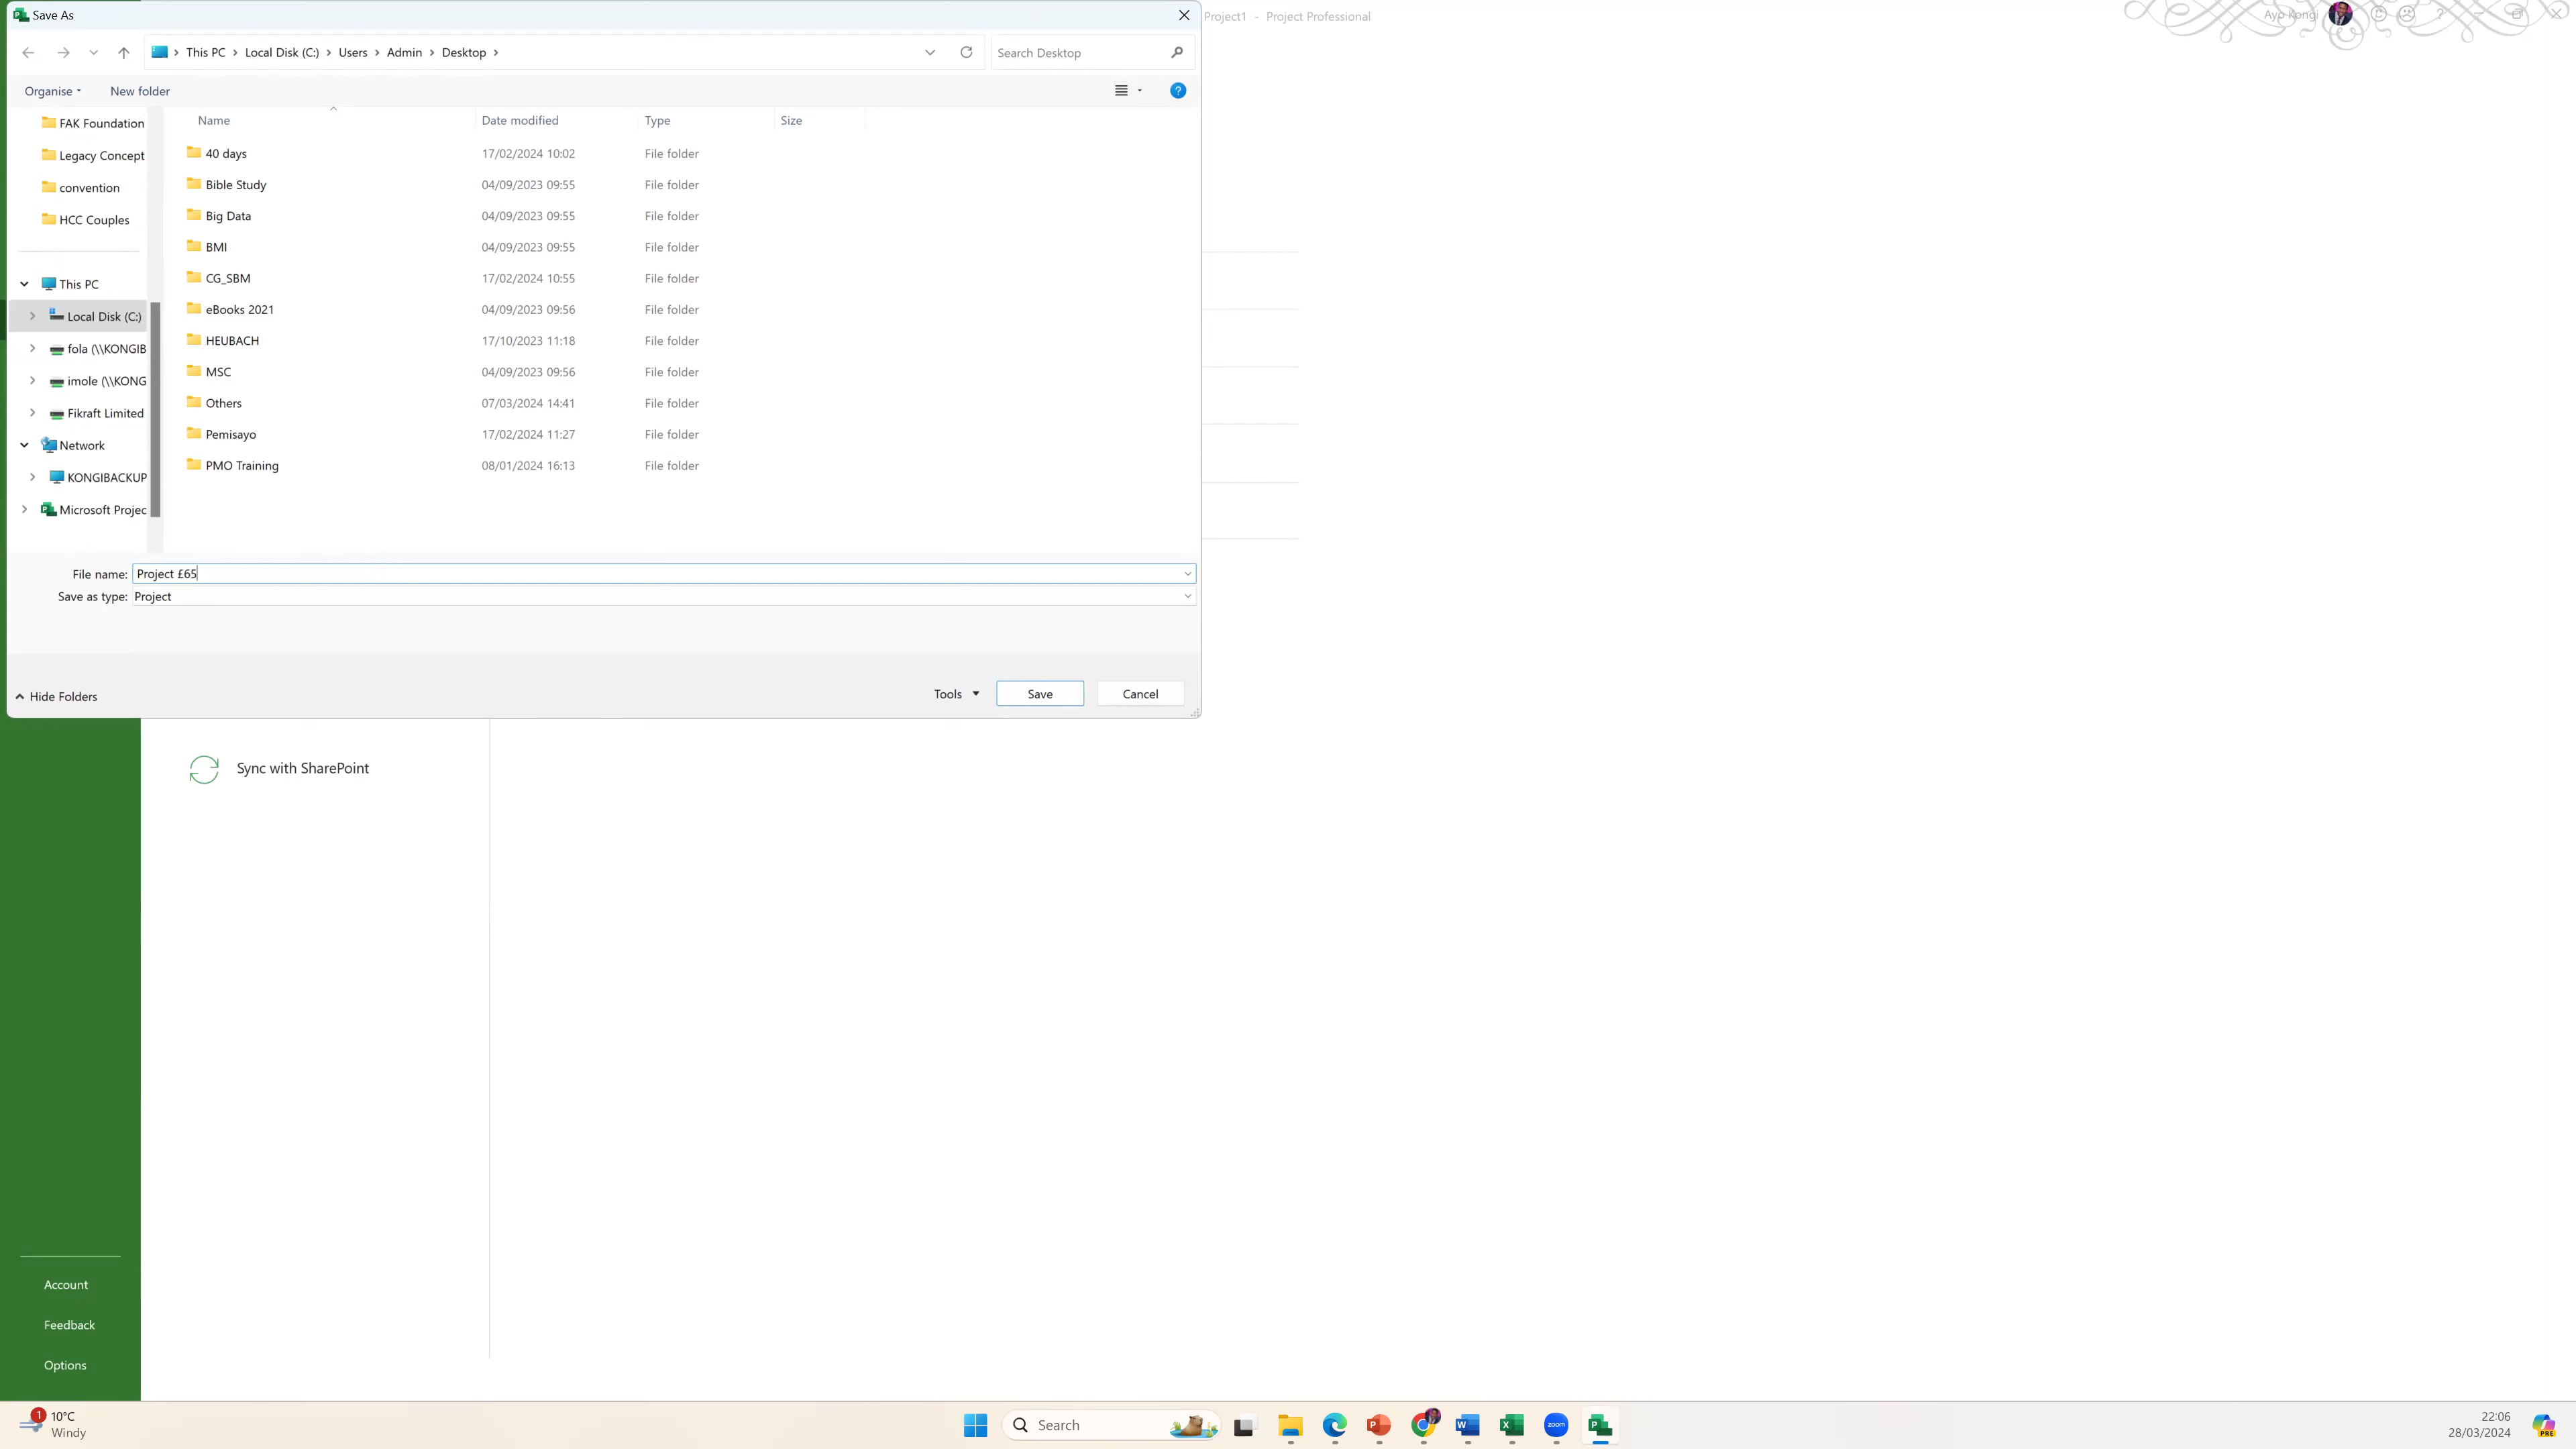 Save As
Project1 - Project Professional
Ayo Kongi
This PC > Local Disk (C:) > Users > Admin > Desktop >
Search Desktop
Organise
New folder
Name Date modified Type Size
FAK Foundation
Legacy Concept
convention
HCC Couples
This PC
Local Disk (C:)
fola (\\KONGIB
imole (\\KONG
Fikraft Limited
Network
KONGIBACKUP
Microsoft Projec
40 days 17/02/2024 10:02 File folder
Bible Study 04/09/2023 09:55 File folder
Big Data 04/09/2023 09:55 File folder
BMI 04/09/2023 09:55 File folder
CG_SBM 17/02/2024 10:55 File folder
eBooks 2021 04/09/2023 09:56 File folder
HEUBACH 17/10/2023 11:18 File folder
MSC 04/09/2023 09:56 File folder
Others 07/03/2024 14:41 File folder
Pemisayo 17/02/2024 11:27 File folder
PMO Training 08/01/2024 16:13 File folder
File name: Project £65
Save as type: Project
Hide Folders
Tools
Save
Cancel
Sync with SharePoint
Account
Feedback
Options
1
10°C
Windy
Search
zoom
22:06
28/03/2024
PRE